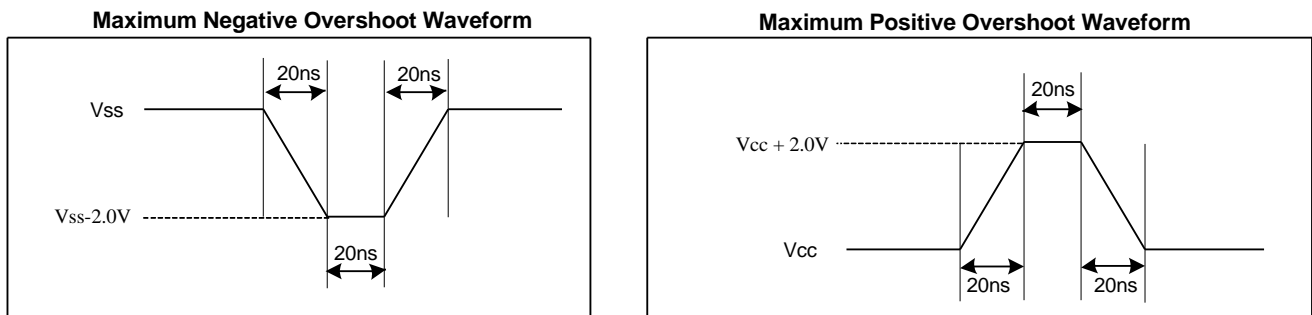 Maximum Negative Overshoot Waveform
20ns
20ns
Vss
Vss-2.0V
20ns
Maximum Positive Overshoot Waveform
20ns
Vcc + 2.0V
Vcc
20ns
20ns